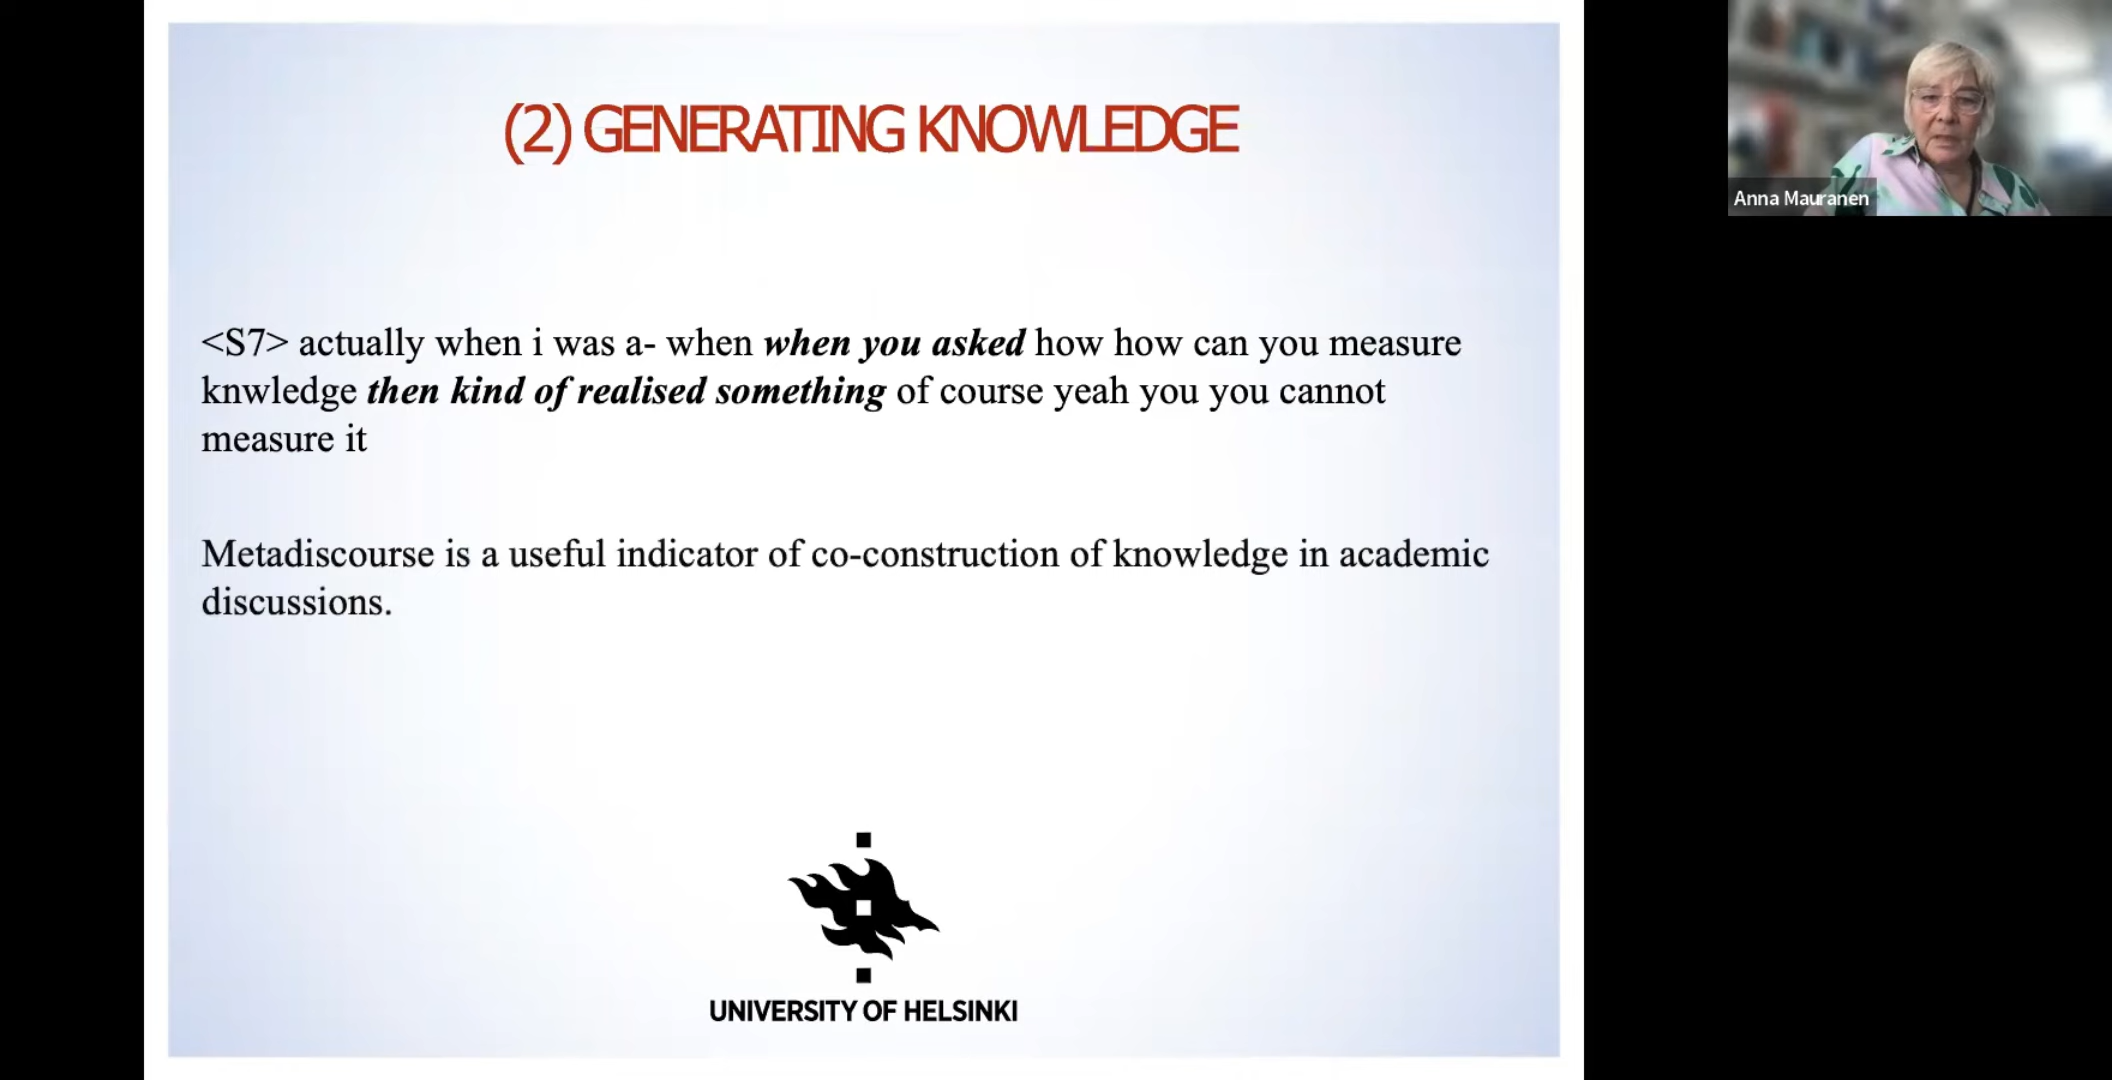 (2) GENERATING KNOWLEDGE
<S7> actually when i was a- when when you asked how how can you measure
knwledge then kind of realised something of course yeah you you cannot
measure it
Metadiscourse is a useful indicator of co-construction of knowledge in academic
discussions.
UNIVERSITY OF HELSINKI
Anna Mauranen